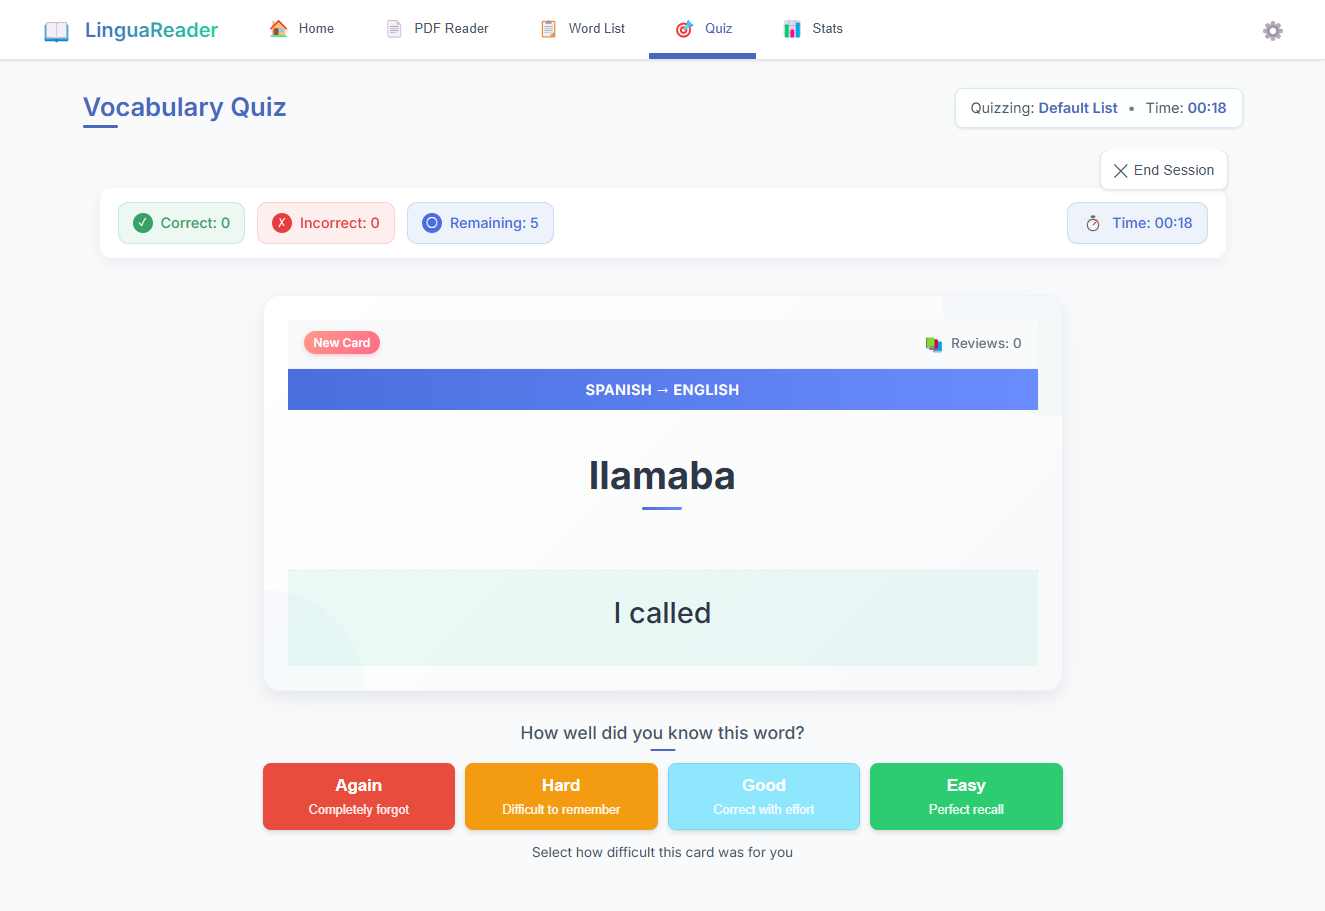 LinguaReader
Home
PDF Reader
Word List
Quiz
Stats
Vocabulary Quiz
Quizzing: Default List • Time: 00:18
End Session
Correct: 0
Incorrect: 0
Remaining: 5
Time: 00:18
New Card
Reviews: 0
SPANISH → ENGLISH
llamaba
I called
How well did you know this word?
Again
Completely forgot
Hard
Difficult to remember
Good
Correct with effort
Easy
Perfect recall
Select how difficult this card was for you